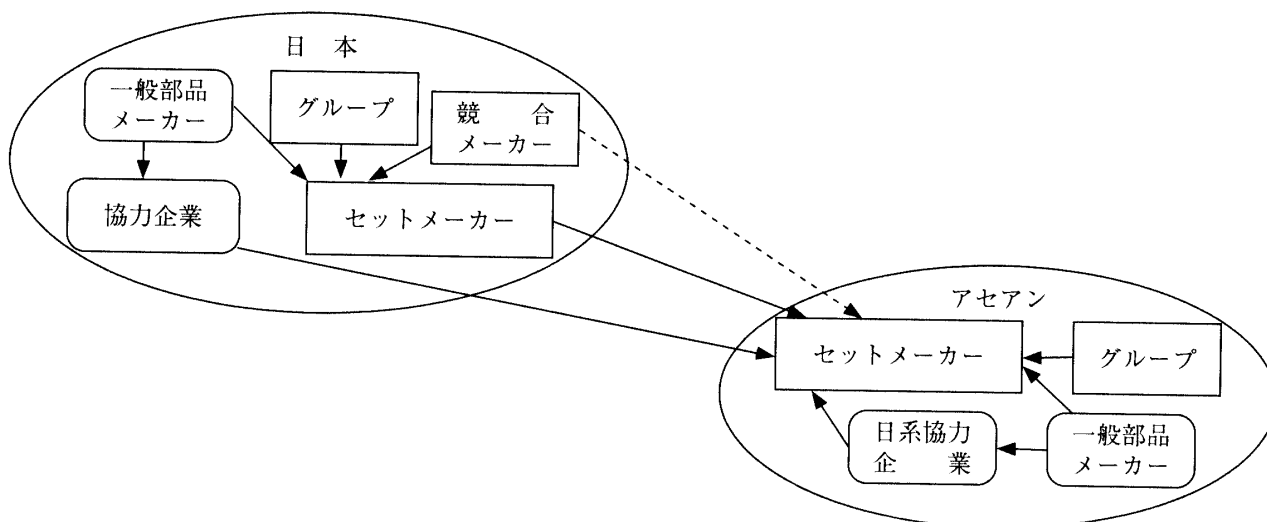 日 本
一般部品
メーカー
グループ
競 合
メーカー
協力企業
セットメーカー
アセアン
セットメーカー
グループ
日系協力
企 業
一般部品
メーカー